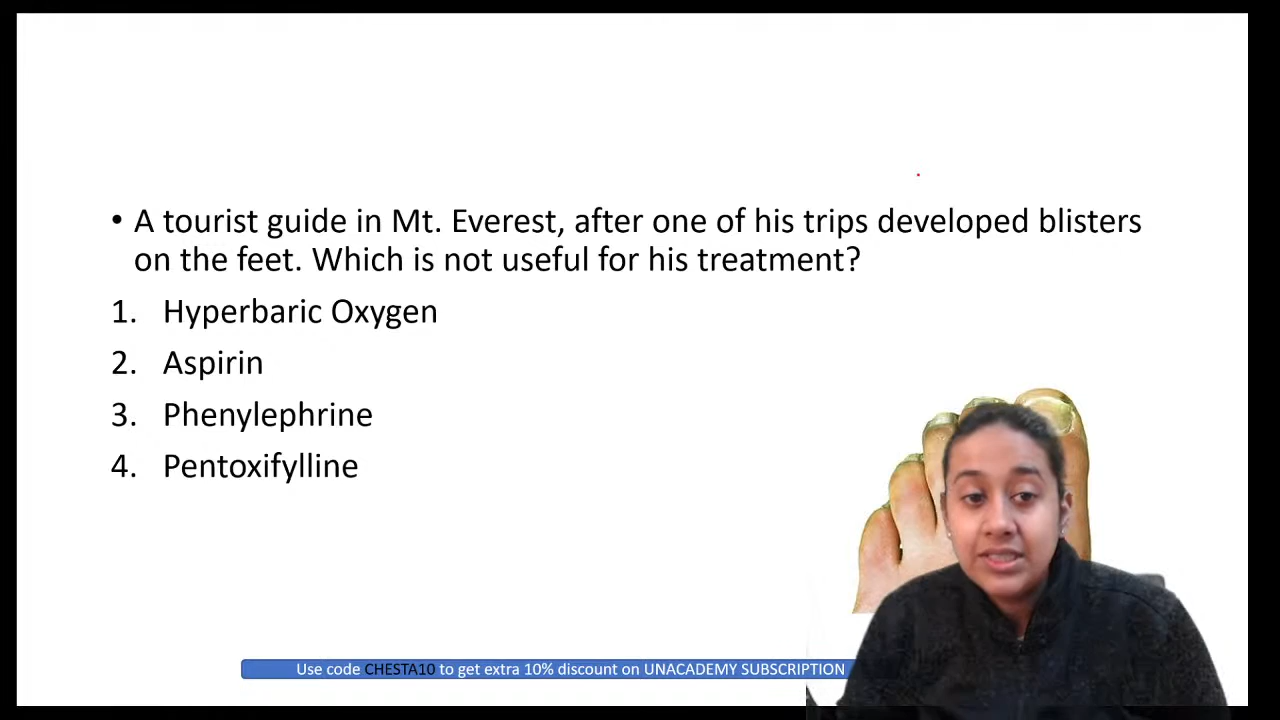 • A tourist guide in Mt. Everest, after one of his trips developed blisters
on the feet. Which is not useful for his treatment?
1. Hyperbaric Oxygen
2. Aspirin
3. Phenylephrine
4. Pentoxifylline
Use code CHESTA10 to get extra 10% discount on UNACADEMY SUBSCRIPTION